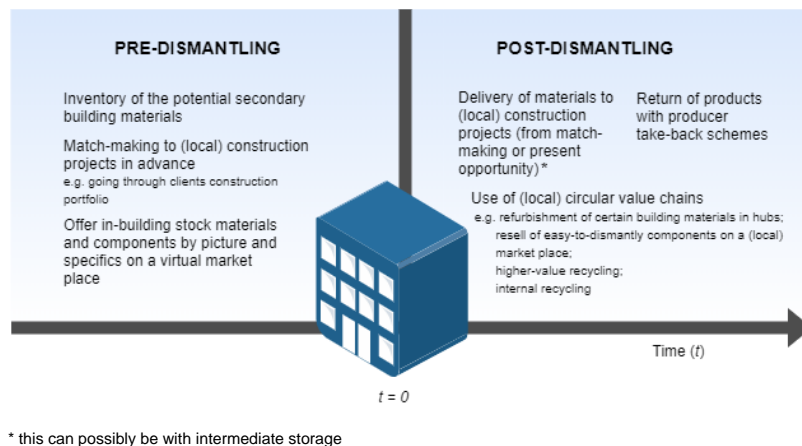 PRE-DISMANTLING
Inventory of the potential secondary
building materials
Match-making to (local) construction
projects in advance
e.g. going through clients construction
portfolio
Offer in-building stock materials
and components by picture and
specifics on a virtual market
place
POST-DISMANTLING
Delivery of materials to
(local) construction
projects (from match-
making or present
opportunity)*
Return of products
with producer
take-back schemes
Use of (local) circular value chains
e.g. refurbishment of certain building materials in hubs;
resell of easy-to-dismantly components on a (local)
market place;
higher-value recycling;
internal recycling
Time (t)
t = 0
* this can possibly be with intermediate storage